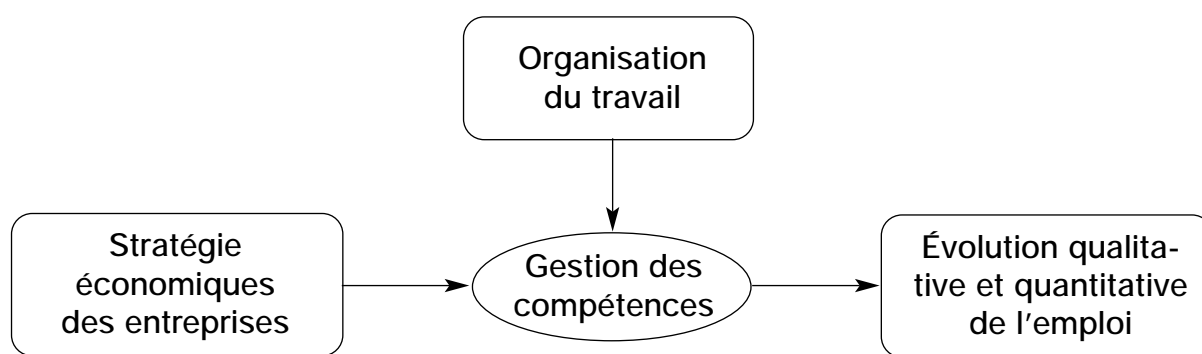 Organisation
du travail
Stratégie
économiques
des entreprises
Gestion des
compétences
Évolution qualita-
tive et quantitative
de l'emploi